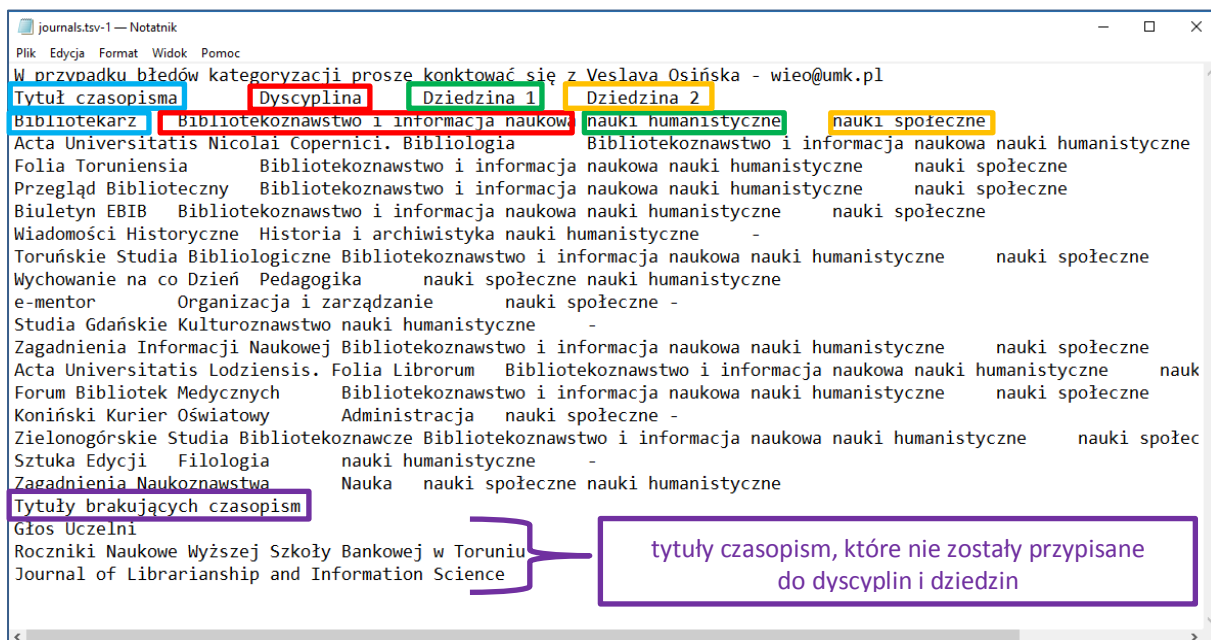 journals.tsv-1 — Notatnik
Plik Edycja Format Widok Pomoc
W przypadku błędów kategoryzacji proszę konktować się z Veslava Osińska - wieo@umk.pl
Tytuł czasopisma Dyscyplina Dziedzina 1 Dziedzina 2
Bibliotekarz Bibliotekoznawstwo i informacja naukowa nauki humanistyczne nauki społeczne
Acta Universitatis Nicolai Copernici. Bibliologia Bibliotekoznawstwo i informacja naukowa nauki humanistyczne
Folia Toruniensia Bibliotekoznawstwo i informacja naukowa nauki humanistyczne nauki społeczne
Przegląd Biblioteczny Bibliotekoznawstwo i informacja naukowa nauki humanistyczne nauki społeczne
Biuletyn EBIB Bibliotekoznawstwo i informacja naukowa nauki humanistyczne nauki społeczne
Wiadomości Historyczne Historia i archiwistyka nauki humanistyczne -
Toruńskie Studia Bibliologiczne Bibliotekoznawstwo i informacja naukowa nauki humanistyczne nauki społeczne
Wychowanie na co Dzień Pedagogika nauki społeczne nauki humanistyczne
e-mentor Organizacja i zarządzanie nauki społeczne -
Studia Gdańskie Kulturoznawstwo nauki humanistyczne -
Zagadnienia Informacji Naukowej Bibliotekoznawstwo i informacja naukowa nauki humanistyczne nauki społeczne
Acta Universitatis Lodziensis. Folia Librorum Bibliotekoznawstwo i informacja naukowa nauki humanistyczne nauk
Forum Bibliotek Medycznych Bibliotekoznawstwo i informacja naukowa nauki humanistyczne nauki społeczne
Koniński Kurier Oświatowy Administracja nauki społeczne -
Zielonogórskie Studia Bibliotekoznawcze Bibliotekoznawstwo i informacja naukowa nauki humanistyczne nauki społec
Sztuka Edycji Filologia nauki humanistyczne -
Zagadnienia Naukoznawstwa Nauka nauki społeczne nauki humanistyczne
Tytuły brakujących czasopism
Głos Uczelni
Roczniki Naukowe Wyższej Szkoły Bankowej w Toruniu
Journal of Librarianship and Information Science
tytuły czasopism, które nie zostały przypisane
do dyscyplin i dziedzin